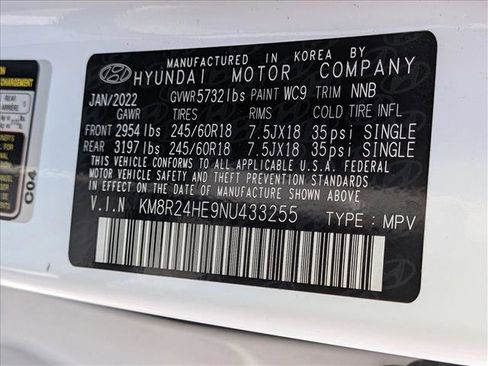 MANUFACTURED IN KOREA BY
HYUNDAI MOTOR COMPANY
JAN/2022 GVWR 5732lbs PAINT WC9 TRIM NNB
GAWR TIRES RIMS COLD TIRE INFL
FRONT 2954 lbs 245/60R18 7.5JX18 35psi SINGLE
REAR 3197 lbs 245/60R18 7.5JX18 35psi SINGLE
THIS VEHICLE CONFORMS TO ALL APPLICABLE U.S.A. FEDERAL
MOTOR VEHICLE SAFETY AND THEFT PREVENTION STANDARDS
IN EFFECT ON THE DATE OF MANUFACTURE SHOWN ABOVE
V.I.N KM8R24HE9NU433255 TYPE : MPV
REAR
ARRIÈRE
C04